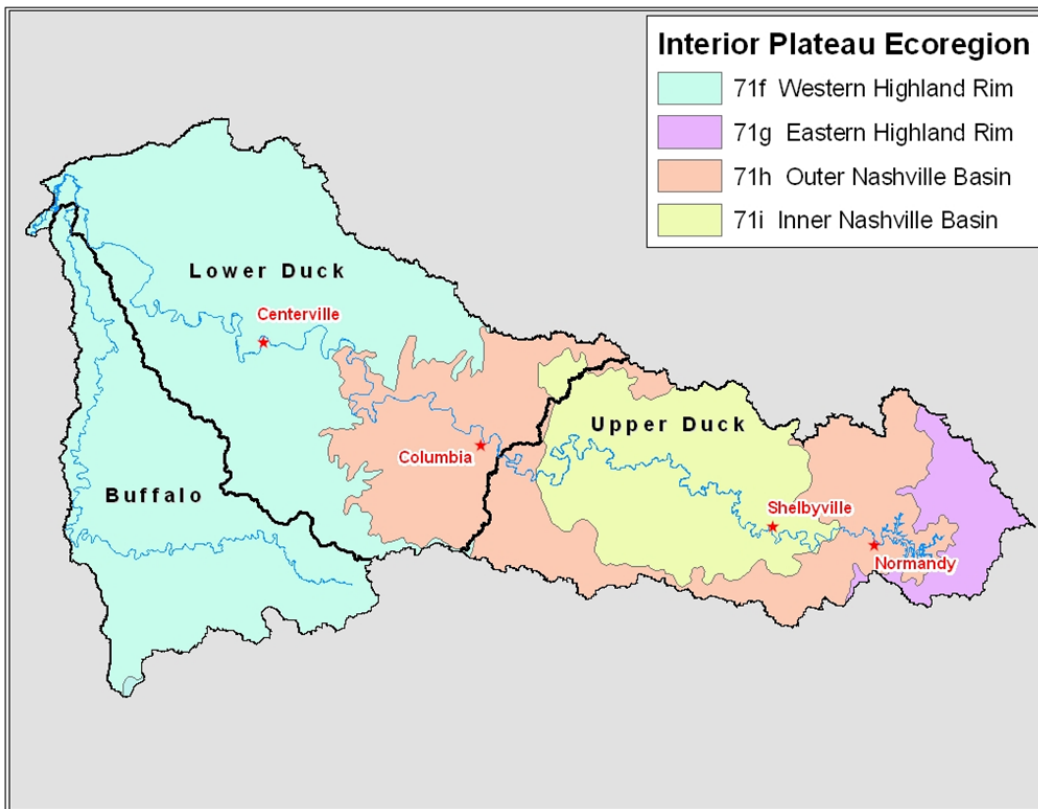 Interior Plateau Ecoregion
71f Western Highland Rim
71g Eastern Highland Rim
71h Outer Nashville Basin
71i Inner Nashville Basin
Lower Duck
Centerville
Upper Duck
Columbia
Buffalo
Shelbyville
Normandy